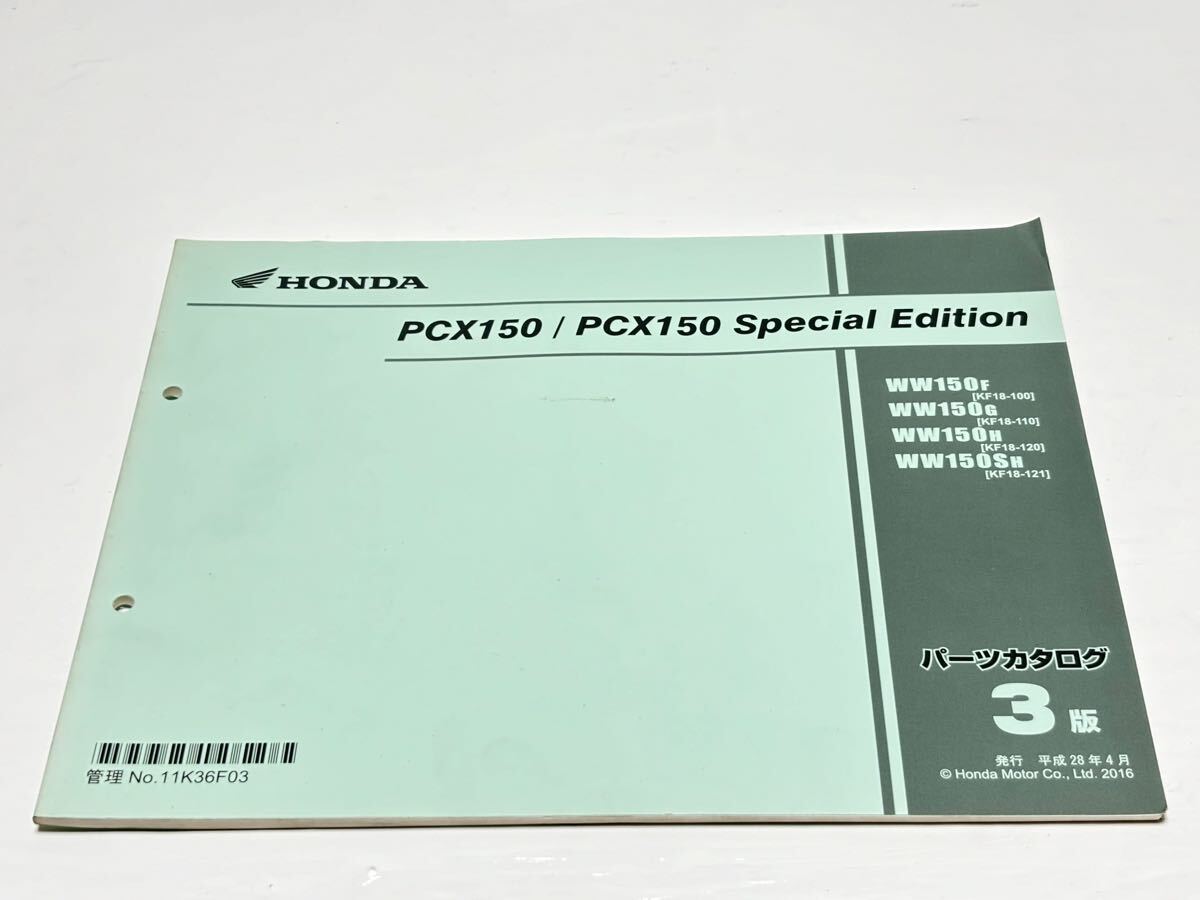 HONDA
PCX150 / PCX150 Special Edition
WW150F
[KF18-100]
WW150G
[KF18-110]
WW150H
[KF18-120]
WW150SH
[KF18-121]
パーツカタログ
3版
発行 平成28年4月
© Honda Motor Co., Ltd. 2016
管理 No.11K36F03